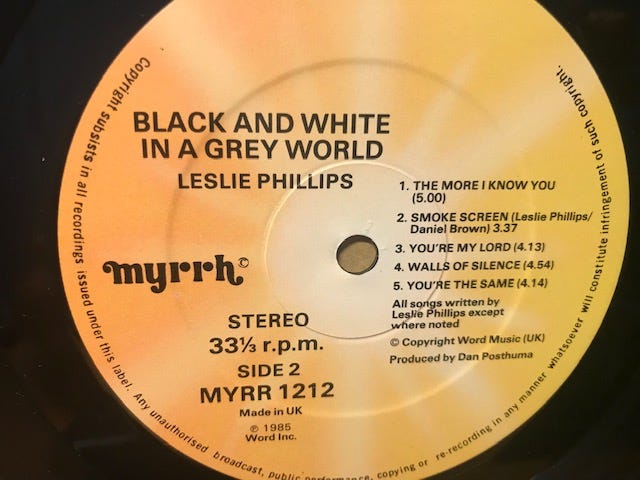 BLACK AND WHITE
IN A GREY WORLD
LESLIE PHILLIPS
1. THE MORE I KNOW YOU
(5.00)
2. SMOKE SCREEN (Leslie Phillips/
Daniel Brown) 3.37
3. YOU'RE MY LORD (4.13)
4. WALLS OF SILENCE (4.54)
5. YOU'RE THE SAME (4.14)
All songs written by
Leslie Phillips except
where noted
© Copyright Word Music (UK)
Produced by Dan Posthuma
myrrh©
STEREO
33⅓ r.p.m.
SIDE 2
MYRR 1212
Made in UK
℗ 1985
Word Inc.
Copyright subsists in all recordings issued under this label. Any unauthorised broadcast, public performance, copying or re-recording in any manner whatsoever will constitute infringement of such copyright.